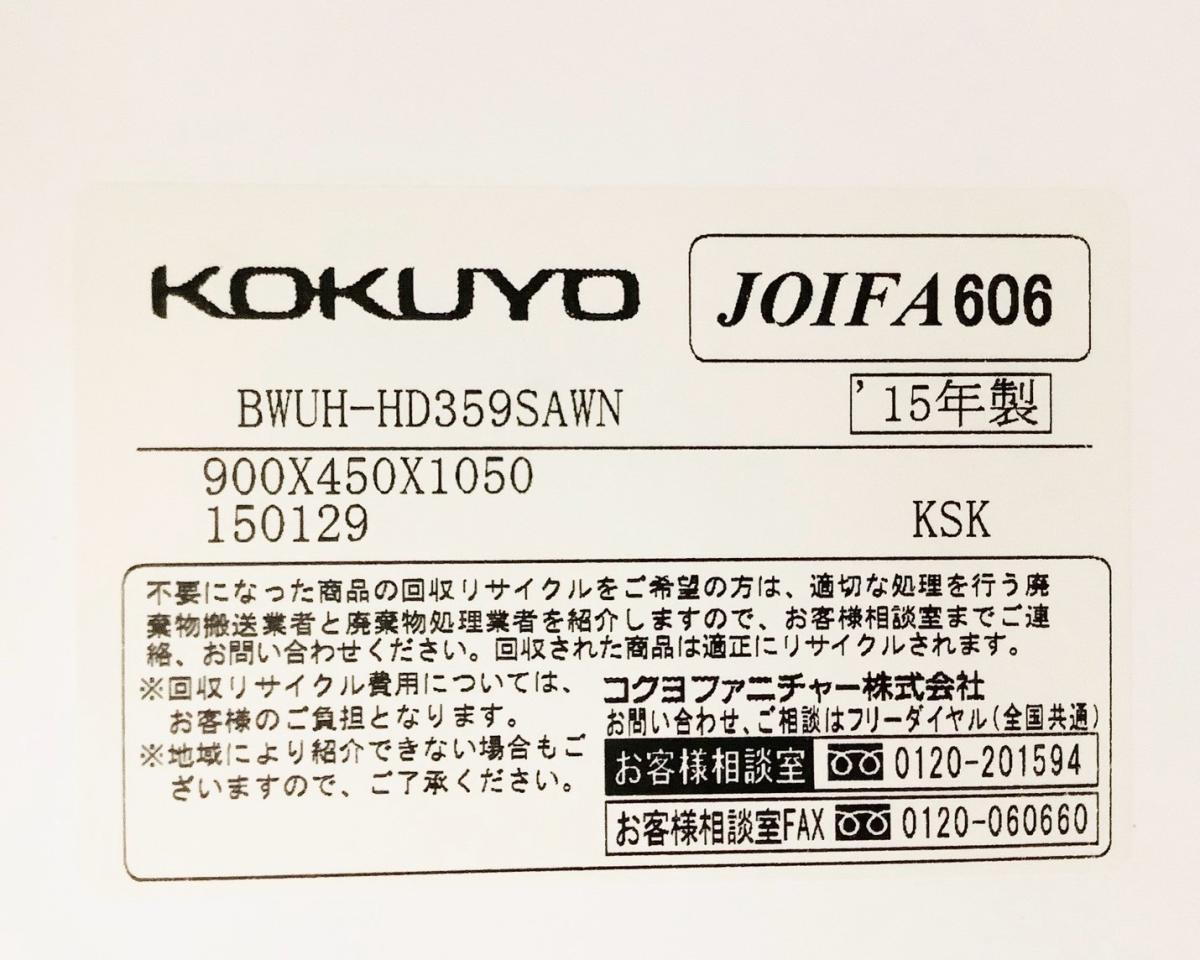 KOKUYO
JOIFA606
BWUH-HD359SAWN
'15年製
900X450X1050
150129
KSK
不要になった商品の回収リサイクルをご希望の方は、適切な処理を行う廃
棄物搬送業者と廃棄物処理業者を紹介しますので、お客様相談室までご連
絡、お問い合わせください。回収された商品は適正にリサイクルされます。
※回収リサイクル費用については、
お客様のご負担となります。
※地域により紹介できない場合もご
ざいますので、ご了承ください。
コクヨファニチャー株式会社
お問い合わせ、ご相談はフリーダイヤル(全国共通)
お客様相談室 0120-201594
お客様相談室FAX 0120-060660